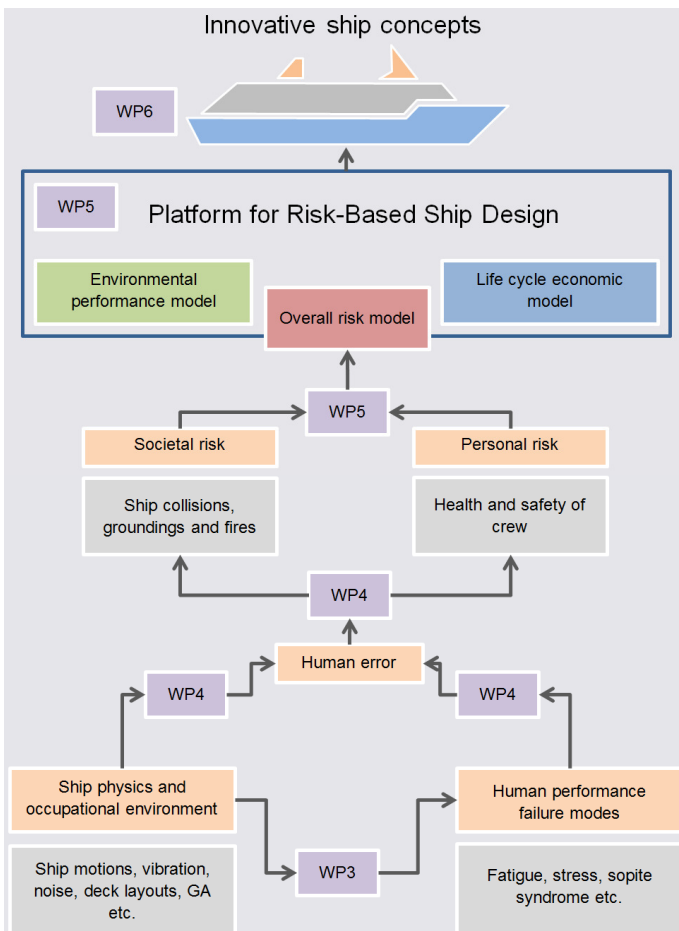 Innovative ship concepts
WP6
WP5
Platform for Risk-Based Ship Design
Environmental
performance model
Life cycle economic
model
Overall risk model
WP5
Societal risk
Personal risk
Ship collisions,
groundings and fires
Health and safety of
crew
WP4
Human error
WP4
WP4
Ship physics and
occupational environment
Human performance
failure modes
WP3
Ship motions, vibration,
noise, deck layouts, GA
etc.
Fatigue, stress, sopite
syndrome etc.